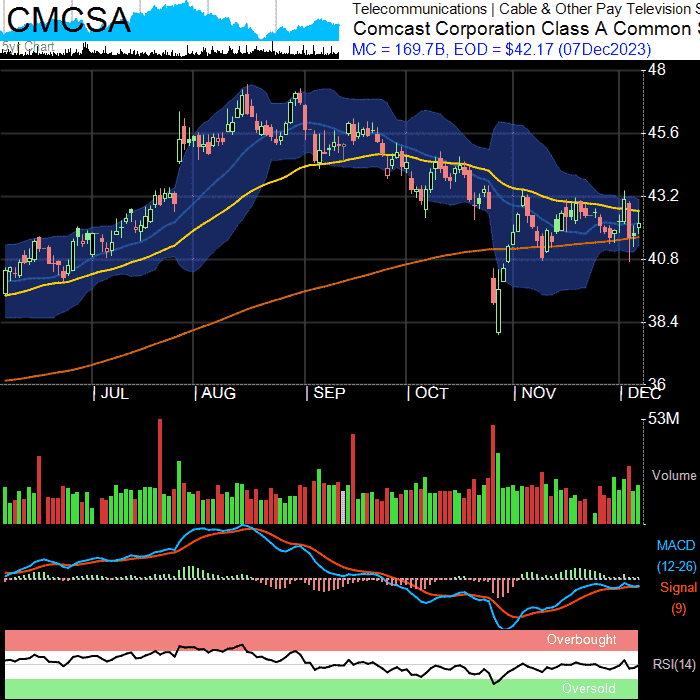 CMCSA
5yr Chart
Telecommunications | Cable & Other Pay Television S
Comcast Corporation Class A Common S
MC = 169.7B, EOD = $42.17 (07Dec2023)
48
45.6
43.2
40.8
38.4
36
| JUL | AUG | SEP | OCT | NOV | DEC
53M
Volume
MACD
(12-26)
Signal
(9)
Overbought
RSI(14)
Oversold